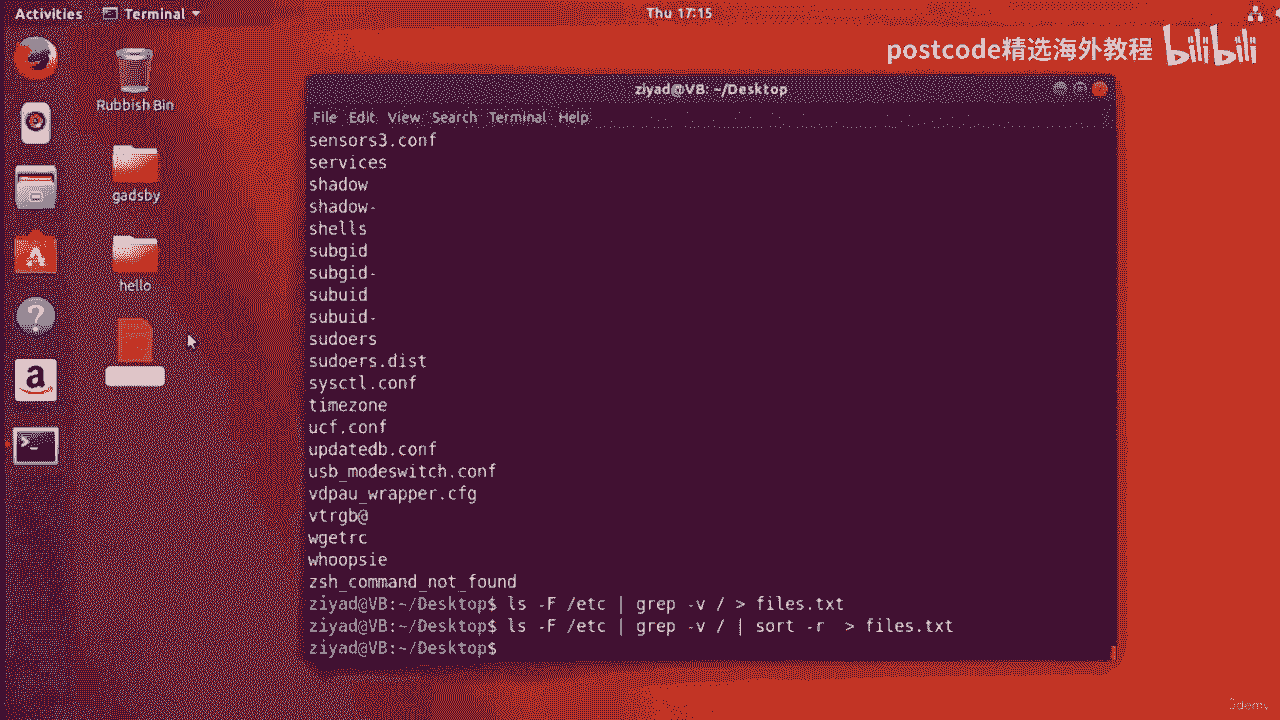 Activities Terminal Thu 17:15
postcode精选海外教程 bilibili
Rubbish Bin
gadsby
hello
ziyad@VB: ~/Desktop
File Edit View Search Terminal Help
sensors3.conf
services
shadow
shadow-
shells
subgid
subgid-
subuid
subuid-
sudoers
sudoers.dist
sysctl.conf
timezone
ucf.conf
updatedb.conf
usb_modeswitch.conf
vdpau_wrapper.cfg
vtrgb@
wgetrc
whoopsie
zsh_command_not_found
ziyad@VB:~/Desktop$ ls -F /etc | grep -v / > files.txt
ziyad@VB:~/Desktop$ ls -F /etc | grep -v / | sort -r  > files.txt
ziyad@VB:~/Desktop$
Udemy